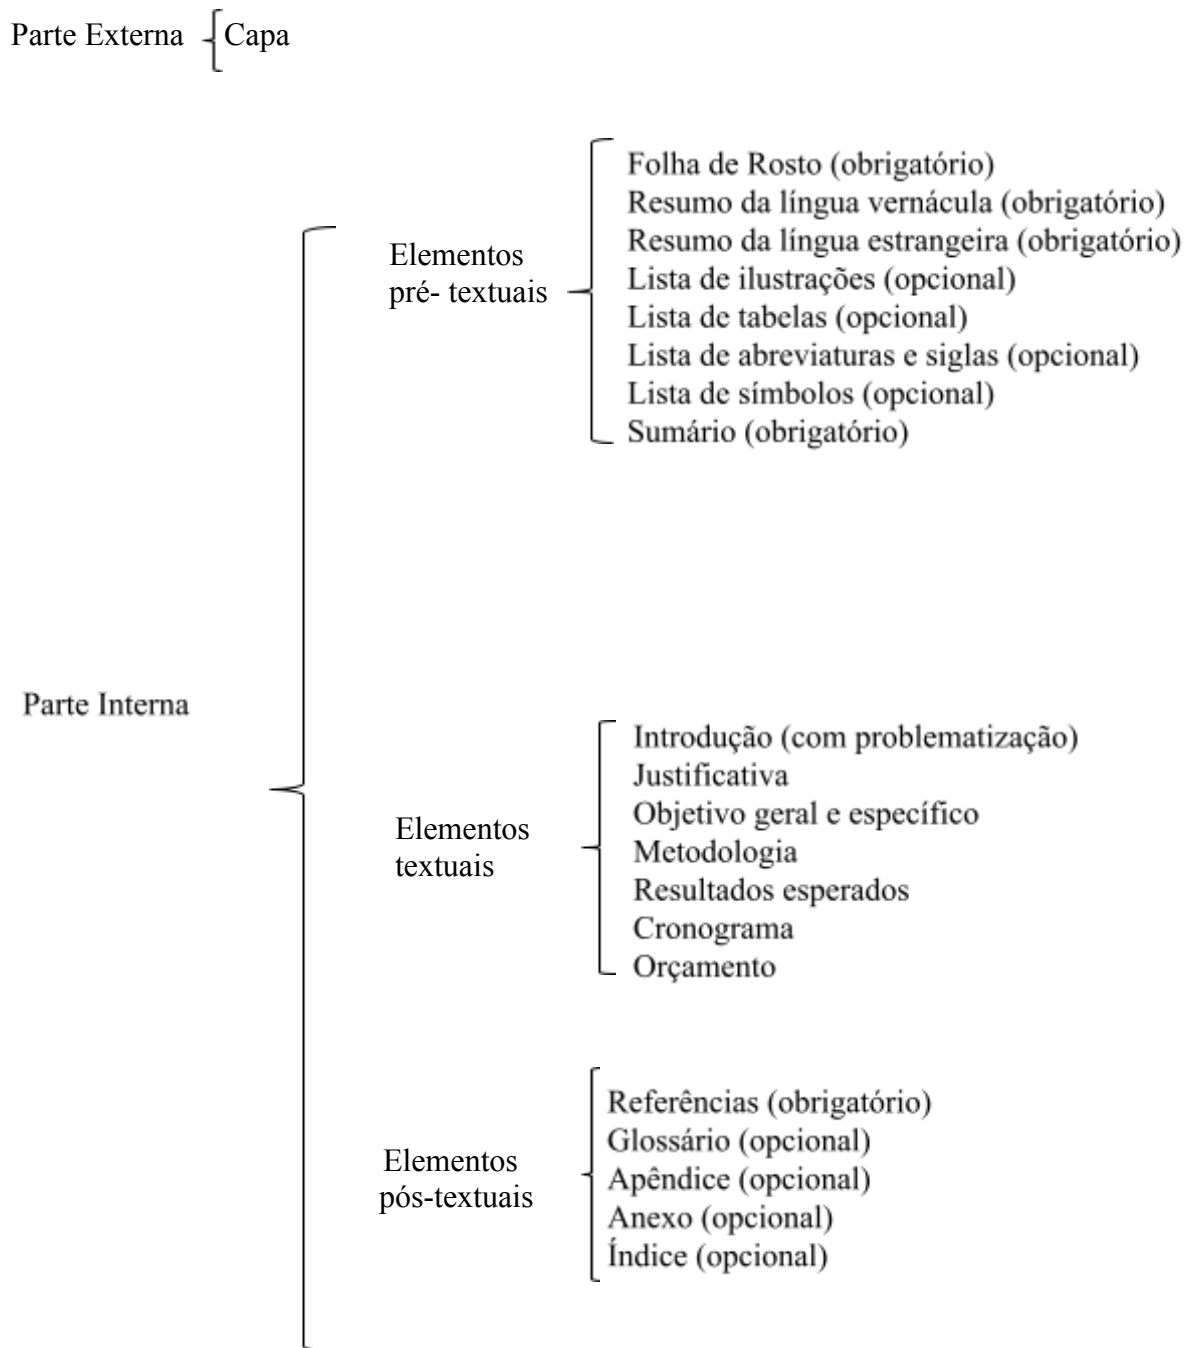 Parte Externa
Capa
Folha de Rosto (obrigatório)
Resumo da língua vernácula (obrigatório)
Resumo da língua estrangeira (obrigatório)
Elementos
pré- textuais
Lista de ilustrações (opcional)
Lista de tabelas (opcional)
Lista de abreviaturas e siglas (opcional)
Lista de símbolos (opcional)
Sumário (obrigatório)
Parte Interna
Introdução (com problematização)
Justificativa
Objetivo geral e específico
Elementos
textuais
Metodologia
Resultados esperados
Cronograma
Orçamento
Elementos
pós-textuais
Referências (obrigatório)
Glossário (opcional)
Apêndice (opcional)
Anexo (opcional)
Índice (opcional)